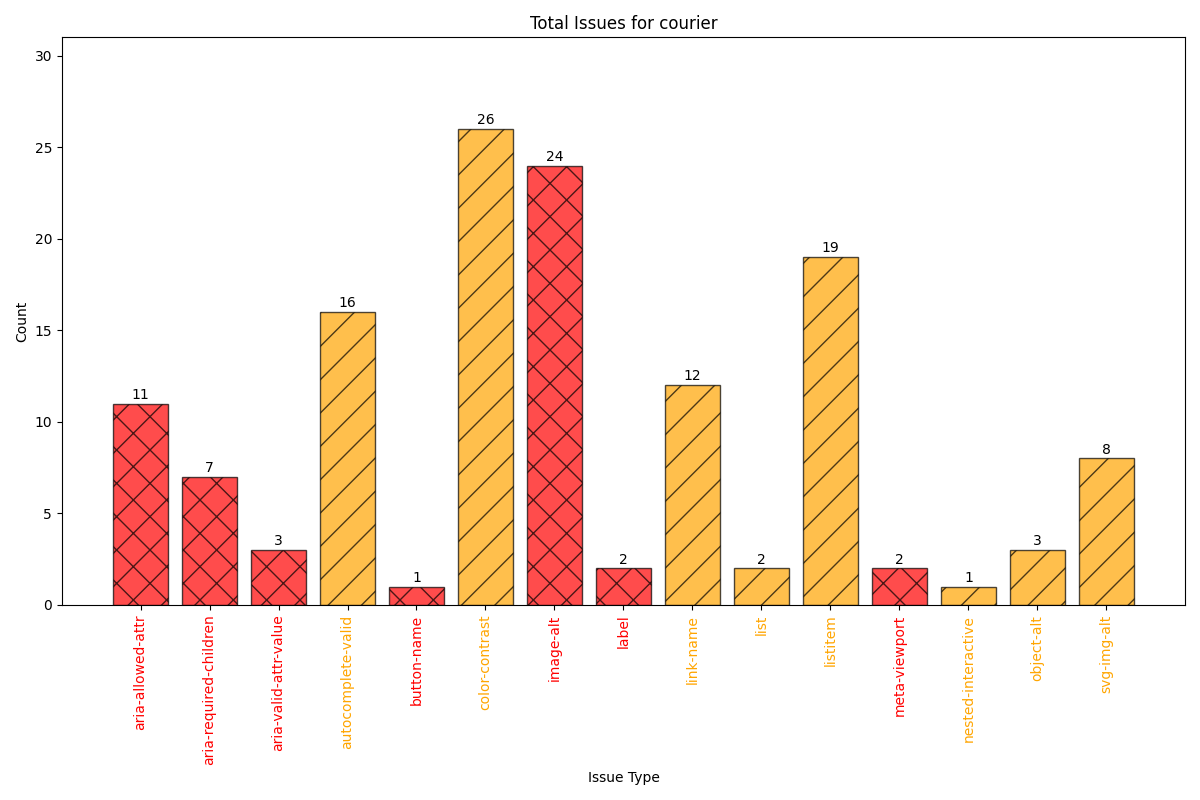 Total Issues for courier
30
25
20
15
10
5
0
Count
11
7
3
16
1
26
24
2
12
2
19
2
1
3
8
aria-allowed-attr
aria-required-children
aria-valid-attr-value
autocomplete-valid
button-name
color-contrast
image-alt
label
link-name
list
listitem
meta-viewport
nested-interactive
object-alt
svg-img-alt
Issue Type